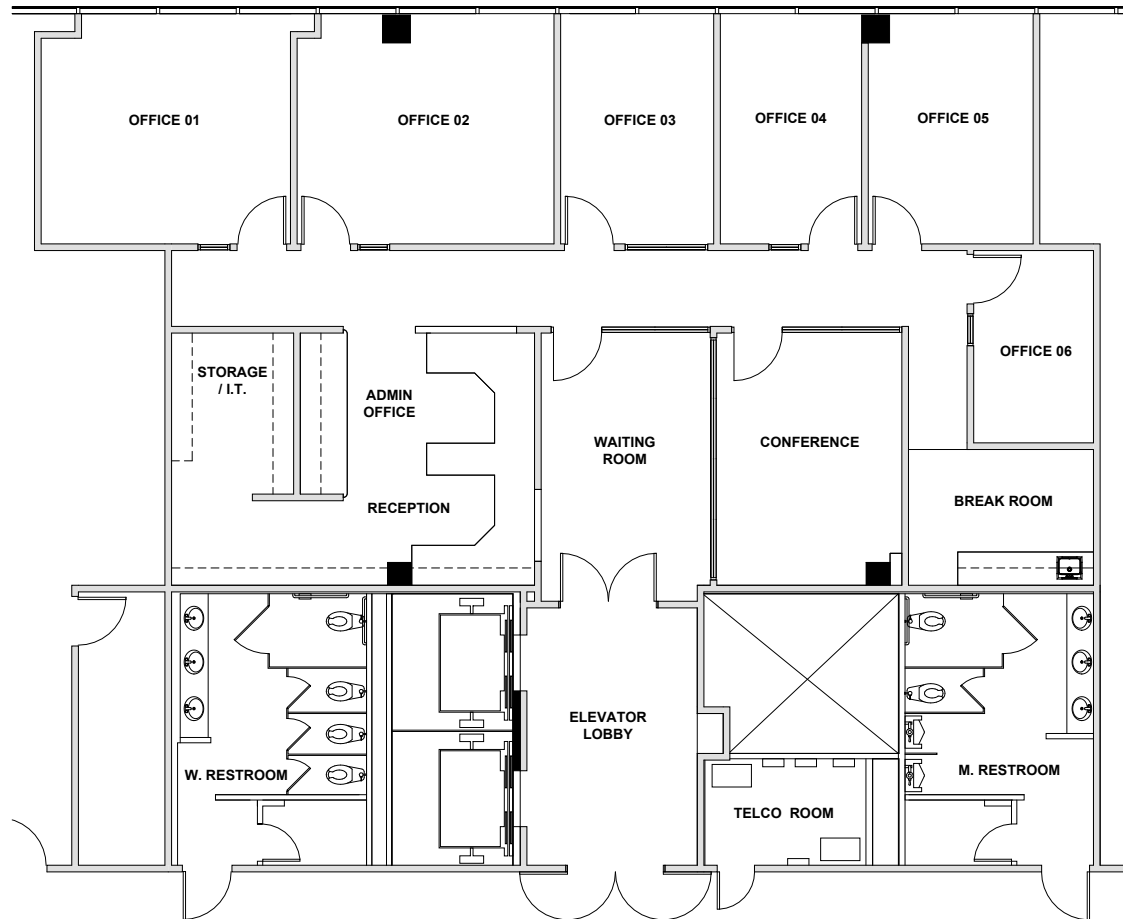 OFFICE 01
OFFICE 02
OFFICE 03
OFFICE 04
OFFICE 05
OFFICE 06
STORAGE
/ I.T.
ADMIN
OFFICE
WAITING
ROOM
CONFERENCE
RECEPTION
BREAK ROOM
ELEVATOR
LOBBY
W. RESTROOM
M. RESTROOM
TELCO ROOM